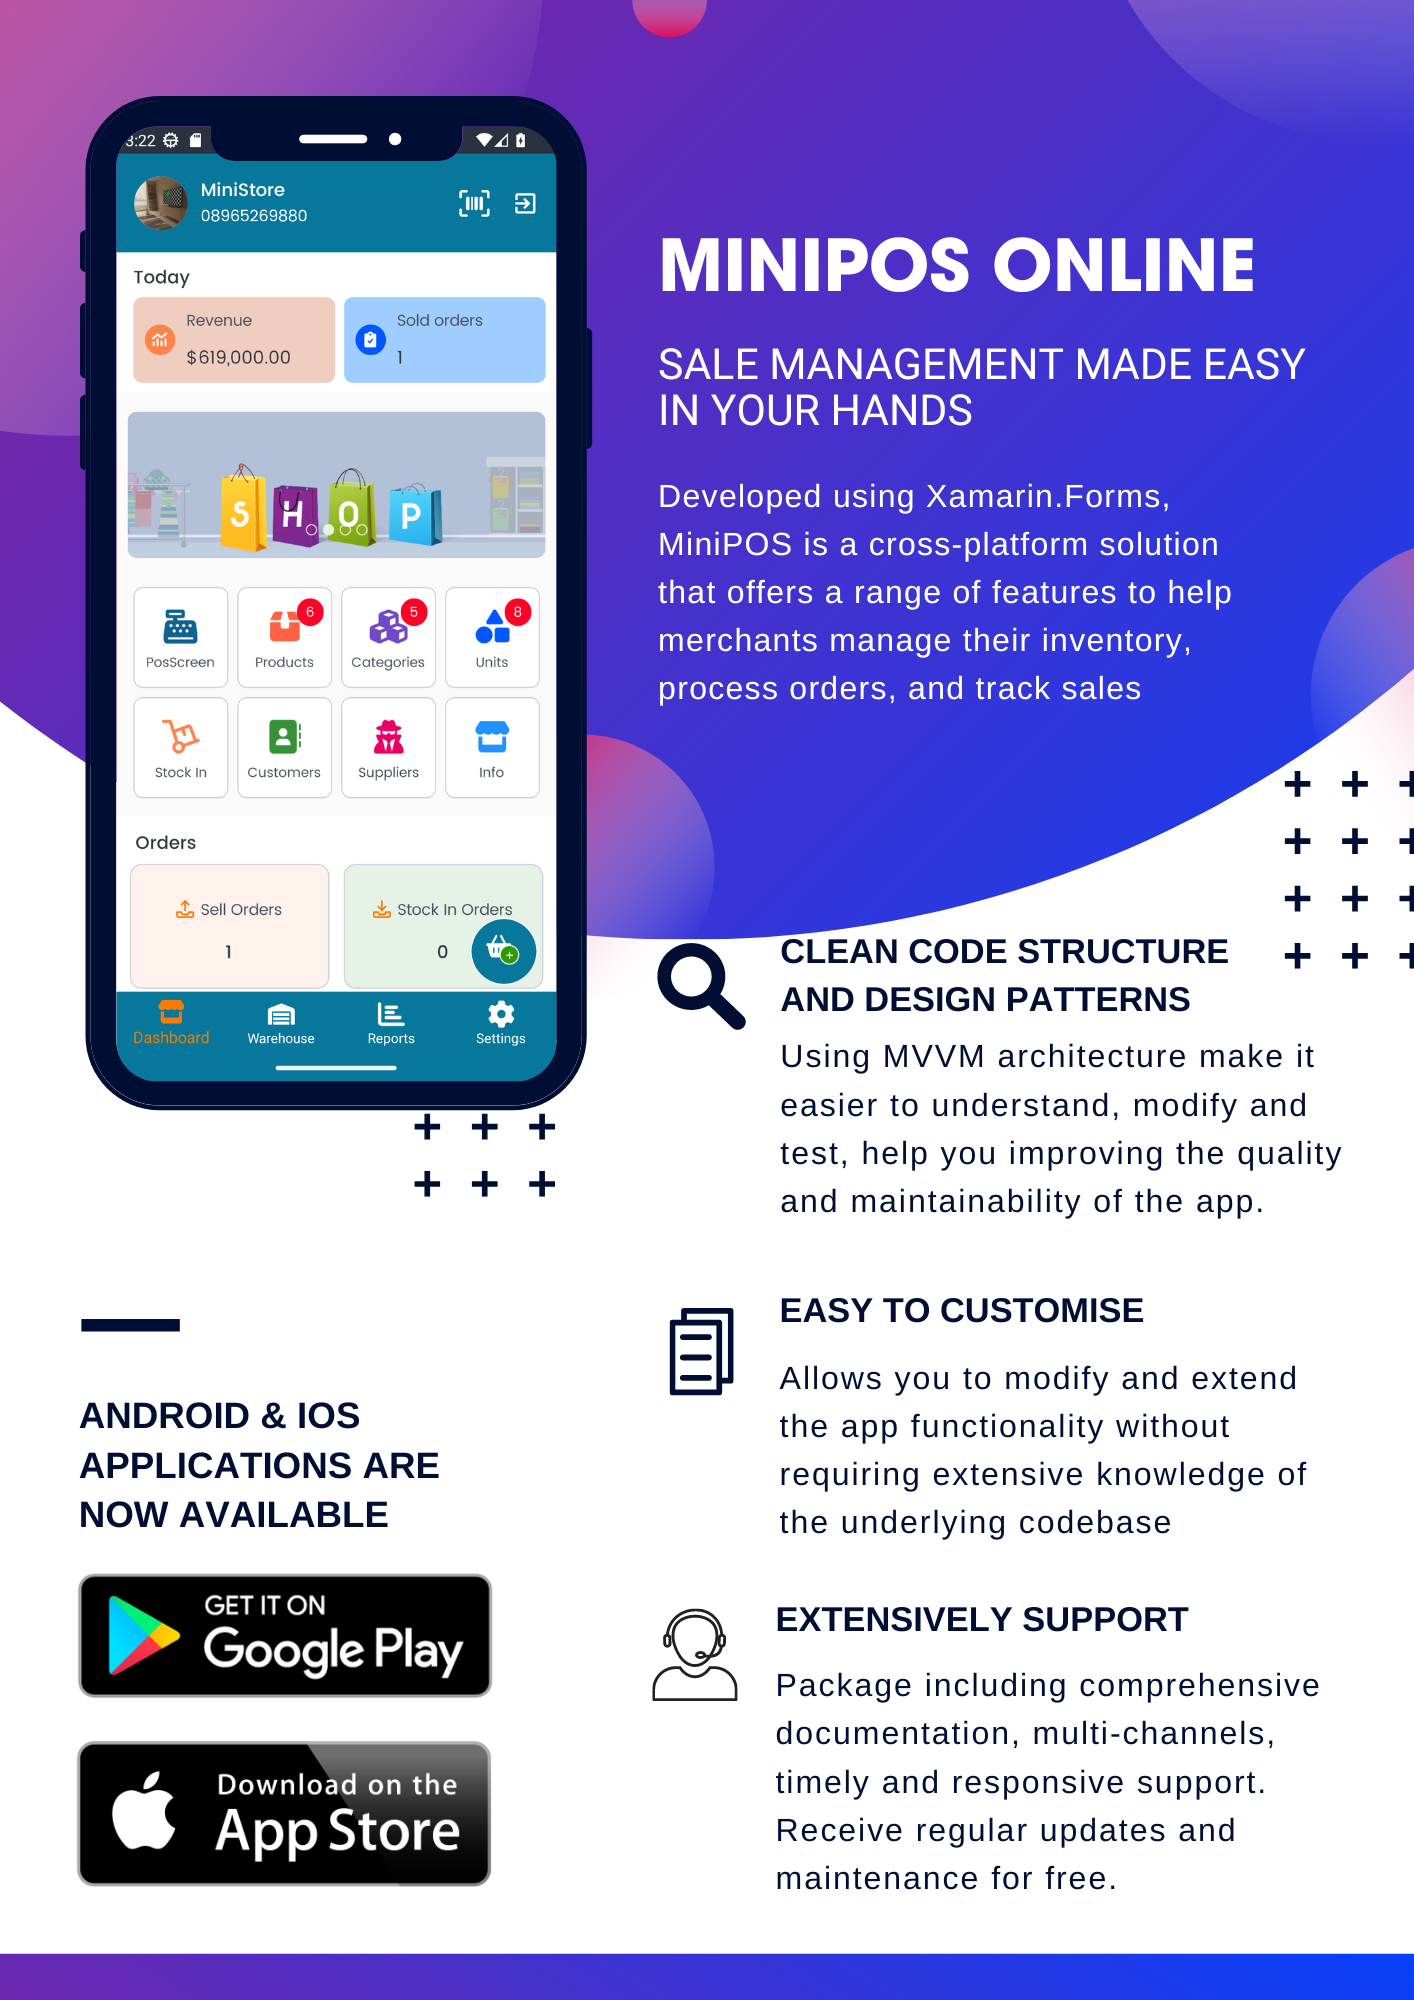 3:22
MiniStore
08965269880
Today
Revenue
$619,000.00
Sold orders
1
SHOP
PosScreen
6
Products
5
Categories
8
Units
Stock In
Customers
Suppliers
Info
Orders
Sell Orders
1
Stock In Orders
0
Dashboard
Warehouse
Reports
Settings
MINIPOS ONLINE
SALE MANAGEMENT MADE EASY
IN YOUR HANDS
Developed using Xamarin.Forms,
MiniPOS is a cross-platform solution
that offers a range of features to help
merchants manage their inventory,
process orders, and track sales
CLEAN CODE STRUCTURE
AND DESIGN PATTERNS
Using MVVM architecture make it
easier to understand, modify and
test, help you improving the quality
and maintainability of the app.
EASY TO CUSTOMISE
Allows you to modify and extend
the app functionality without
requiring extensive knowledge of
the underlying codebase
EXTENSIVELY SUPPORT
Package including comprehensive
documentation, multi-channels,
timely and responsive support.
Receive regular updates and
maintenance for free.
ANDROID & IOS
APPLICATIONS ARE
NOW AVAILABLE
GET IT ON
Google Play
Download on the
App Store